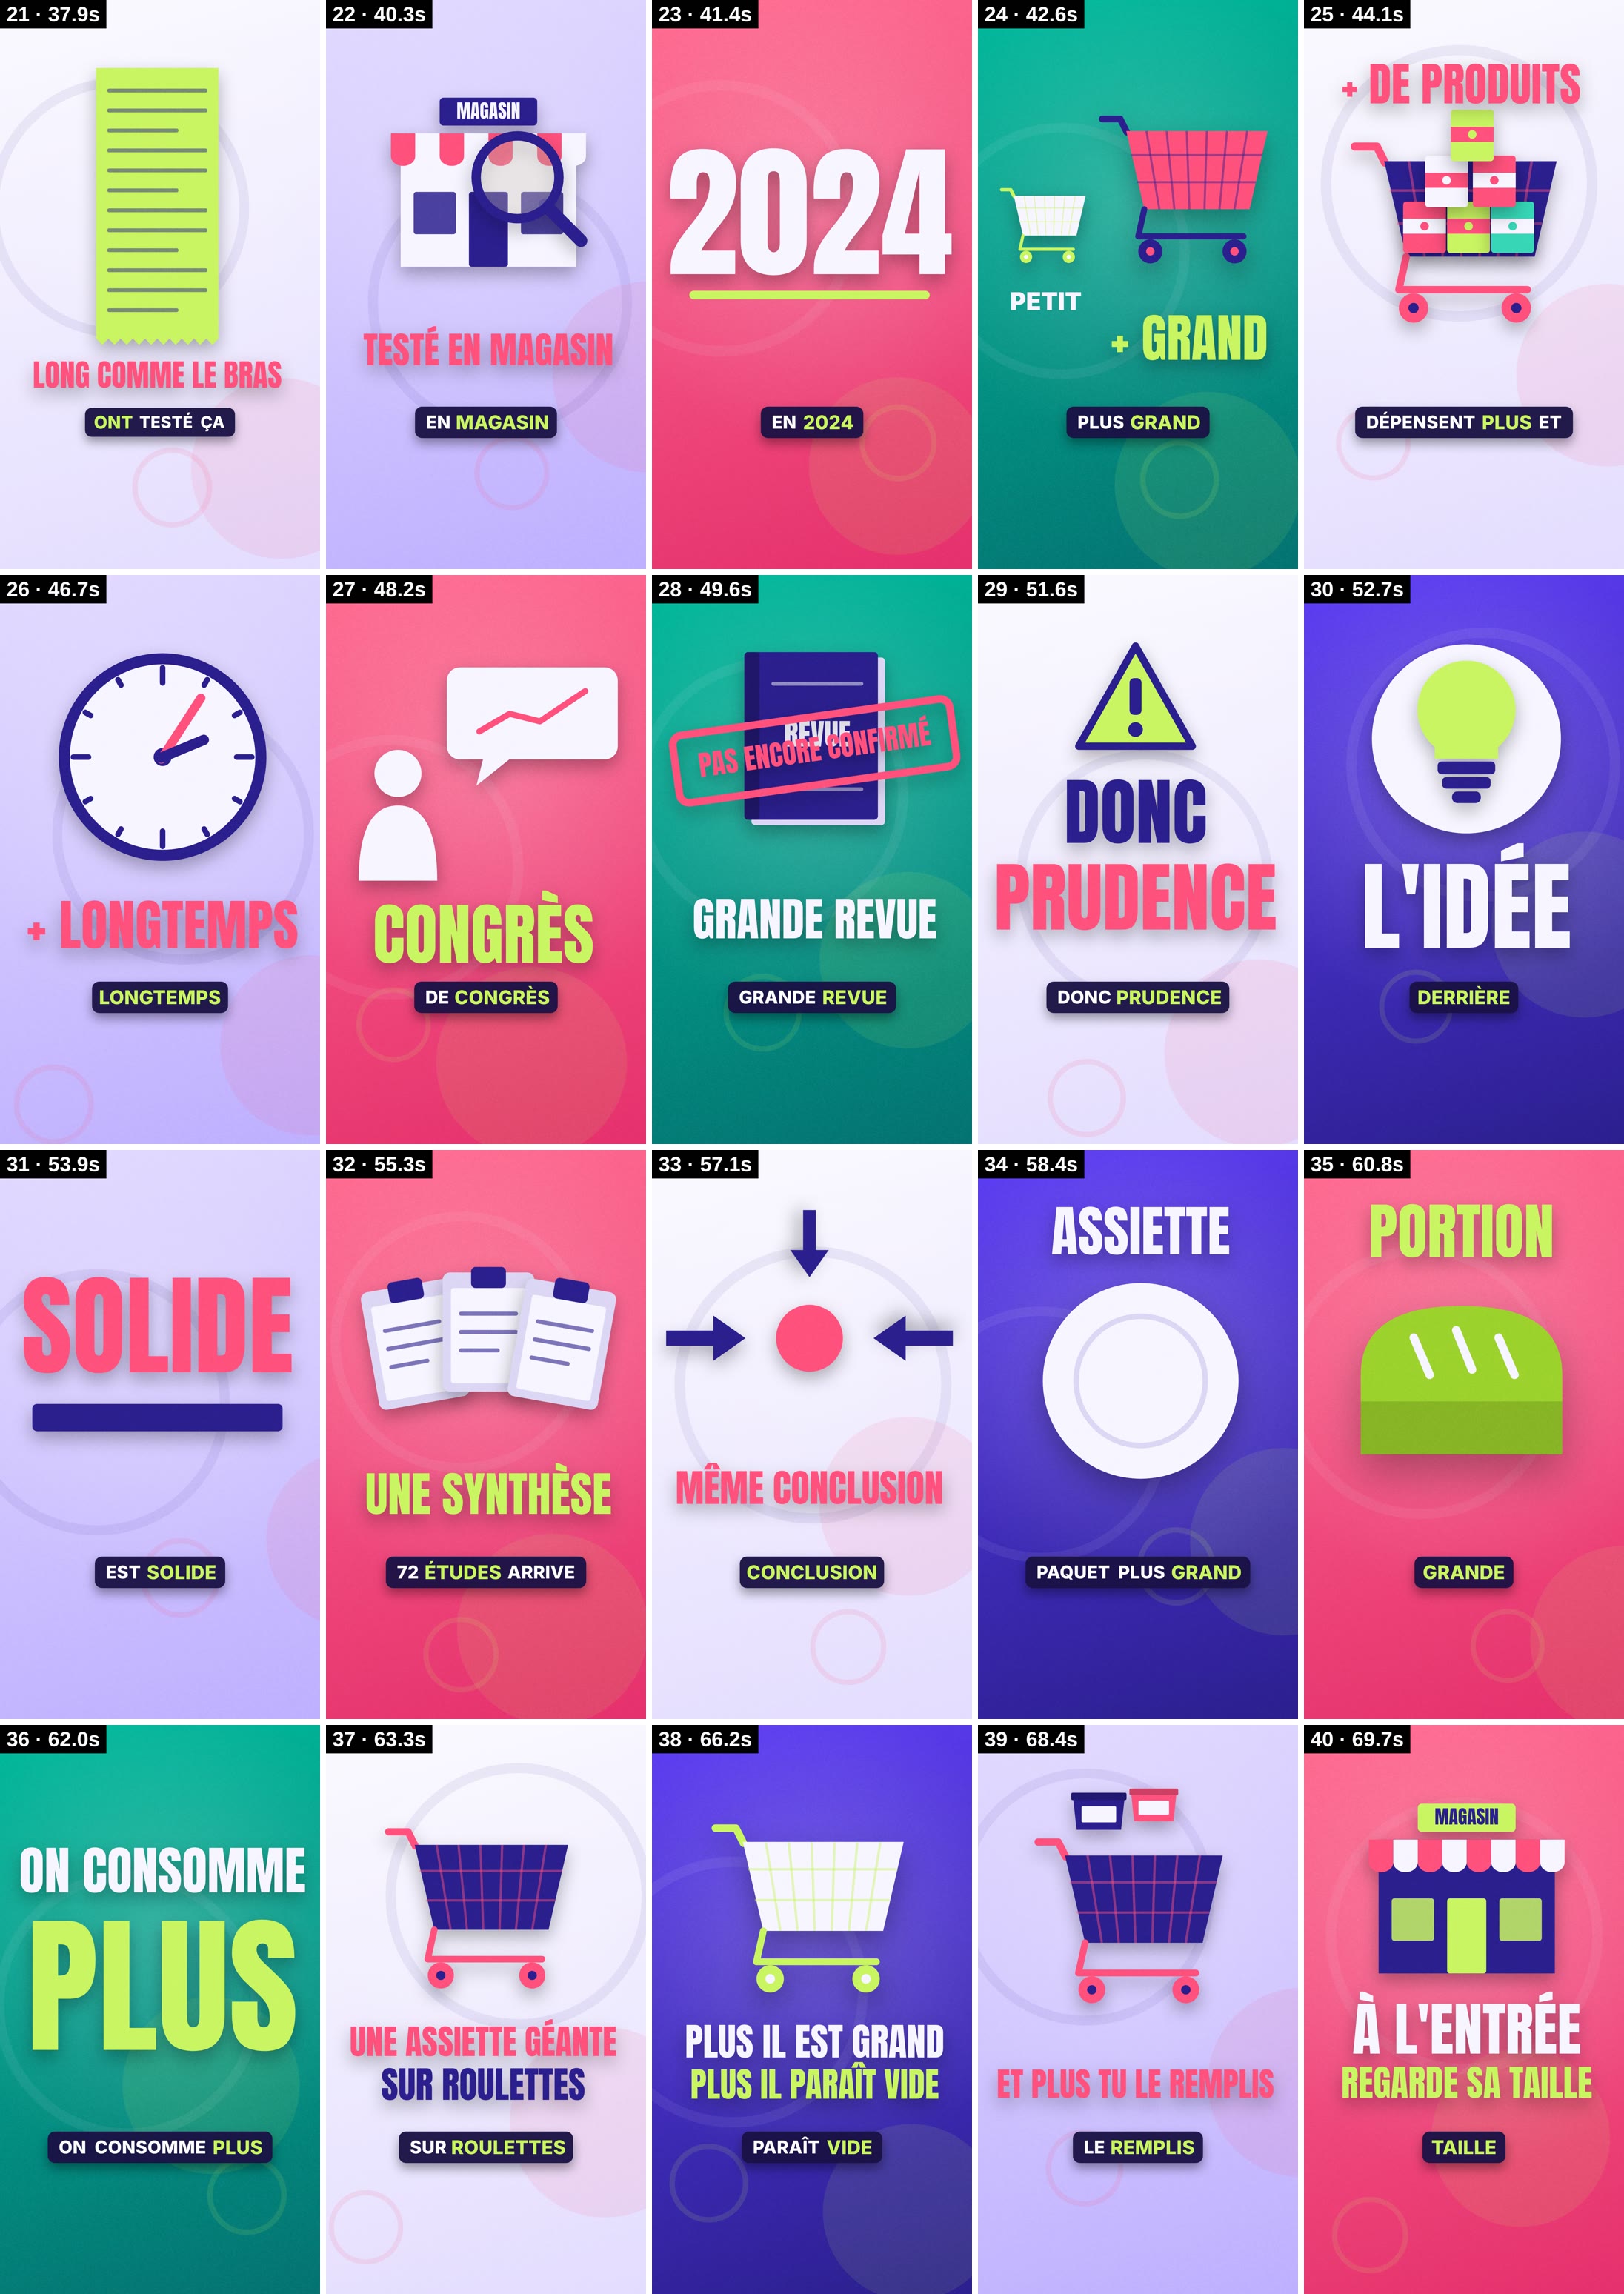 21 · 37.9s
LONG COMME LE BRAS
ONT TESTÉ ÇA
22 · 40.3s
MAGASIN
TESTÉ EN MAGASIN
EN MAGASIN
23 · 41.4s
2024
EN 2024
24 · 42.6s
PETIT
+ GRAND
PLUS GRAND
25 · 44.1s
+ DE PRODUITS
DÉPENSENT PLUS ET
26 · 46.7s
+ LONGTEMPS
LONGTEMPS
27 · 48.2s
CONGRÈS
DE CONGRÈS
28 · 49.6s
REVUE
PAS ENCORE CONFIRMÉ
GRANDE REVUE
GRANDE REVUE
29 · 51.6s
DONC
PRUDENCE
DONC PRUDENCE
30 · 52.7s
L'IDÉE
DERRIÈRE
31 · 53.9s
SOLIDE
EST SOLIDE
32 · 55.3s
UNE SYNTHÈSE
72 ÉTUDES ARRIVE
33 · 57.1s
MÊME CONCLUSION
CONCLUSION
34 · 58.4s
ASSIETTE
PAQUET PLUS GRAND
35 · 60.8s
PORTION
GRANDE
36 · 62.0s
ON CONSOMME
PLUS
ON CONSOMME PLUS
37 · 63.3s
UNE ASSIETTE GÉANTE
SUR ROULETTES
SUR ROULETTES
38 · 66.2s
PLUS IL EST GRAND
PLUS IL PARAÎT VIDE
PARAÎT VIDE
39 · 68.4s
ET PLUS TU LE REMPLIS
LE REMPLIS
40 · 69.7s
MAGASIN
À L'ENTRÉE
REGARDE SA TAILLE
TAILLE